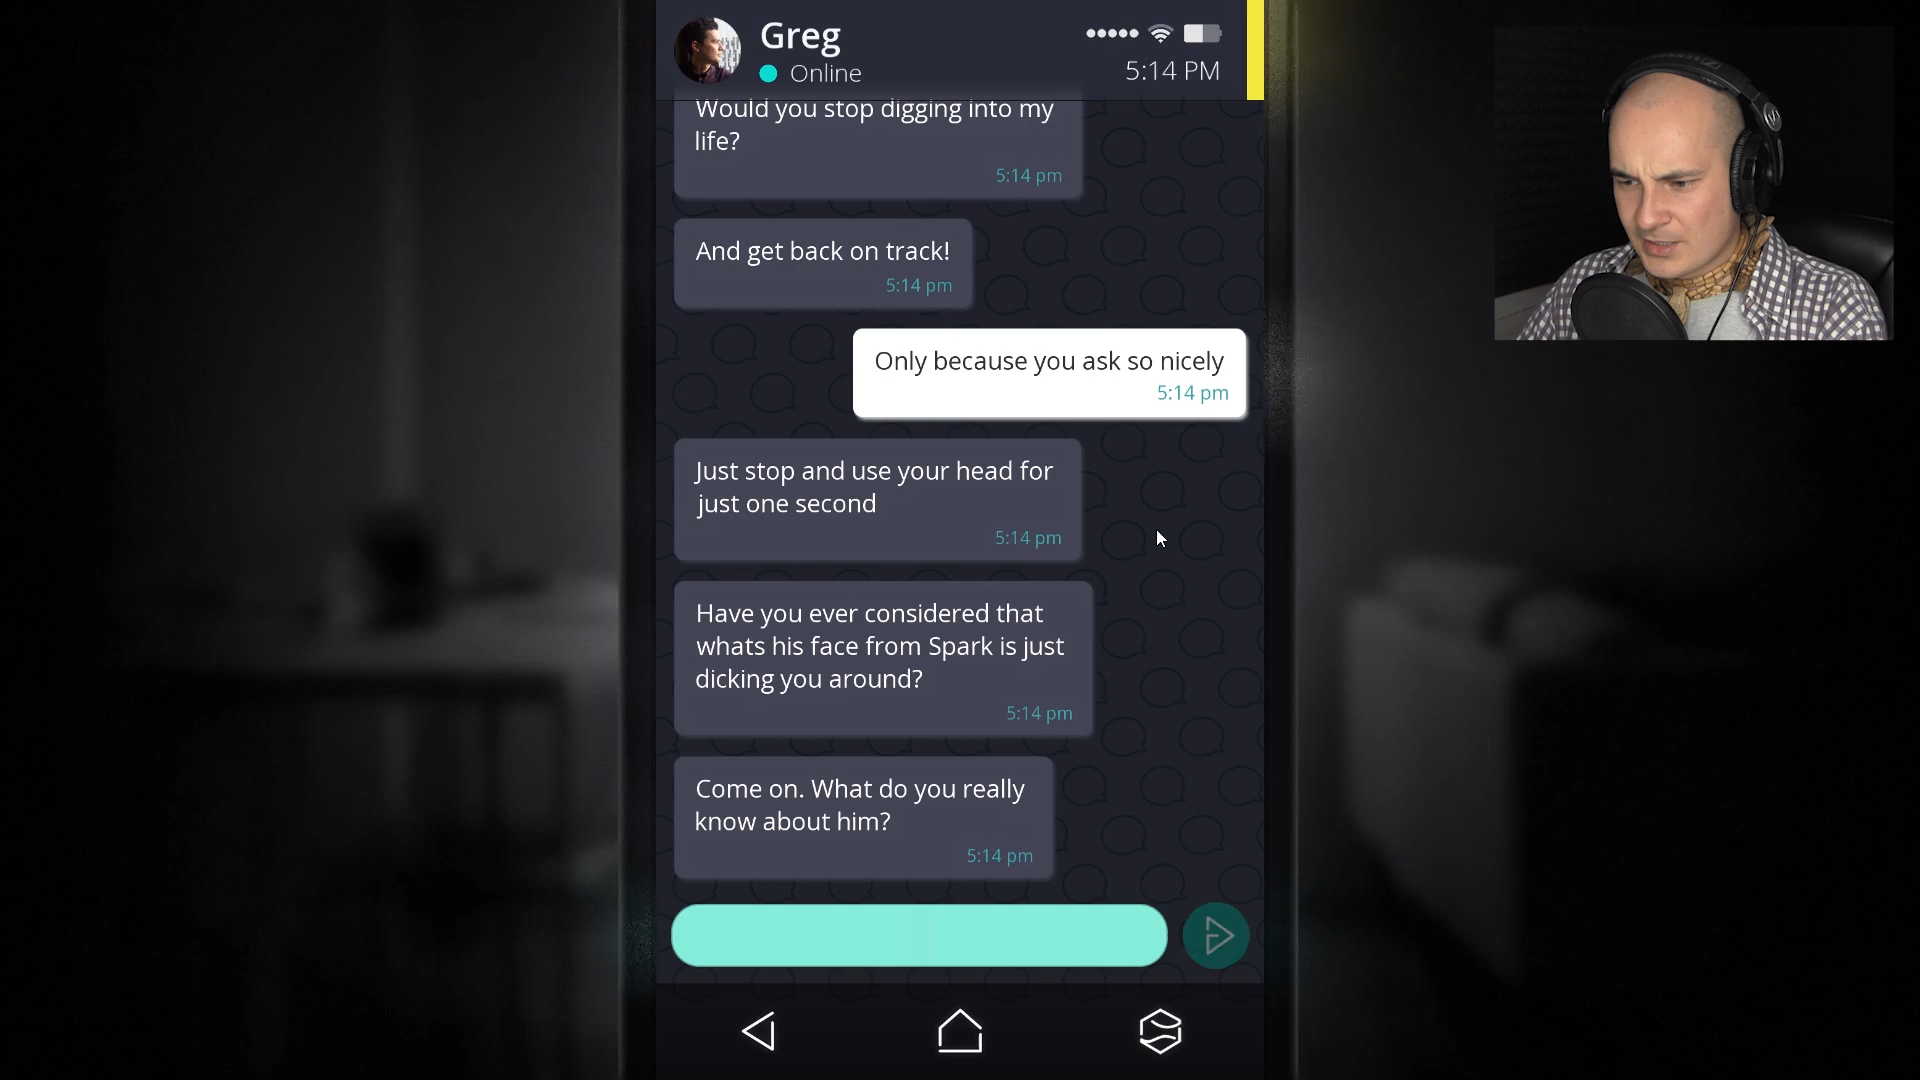 Greg
Online
5:14 PM
Would you stop digging into my
life?
5:14 pm
And get back on track!
5:14 pm
Only because you ask so nicely
5:14 pm
Just stop and use your head for
just one second
5:14 pm
Have you ever considered that
whats his face from Spark is just
dicking you around?
5:14 pm
Come on. What do you really
know about him?
5:14 pm